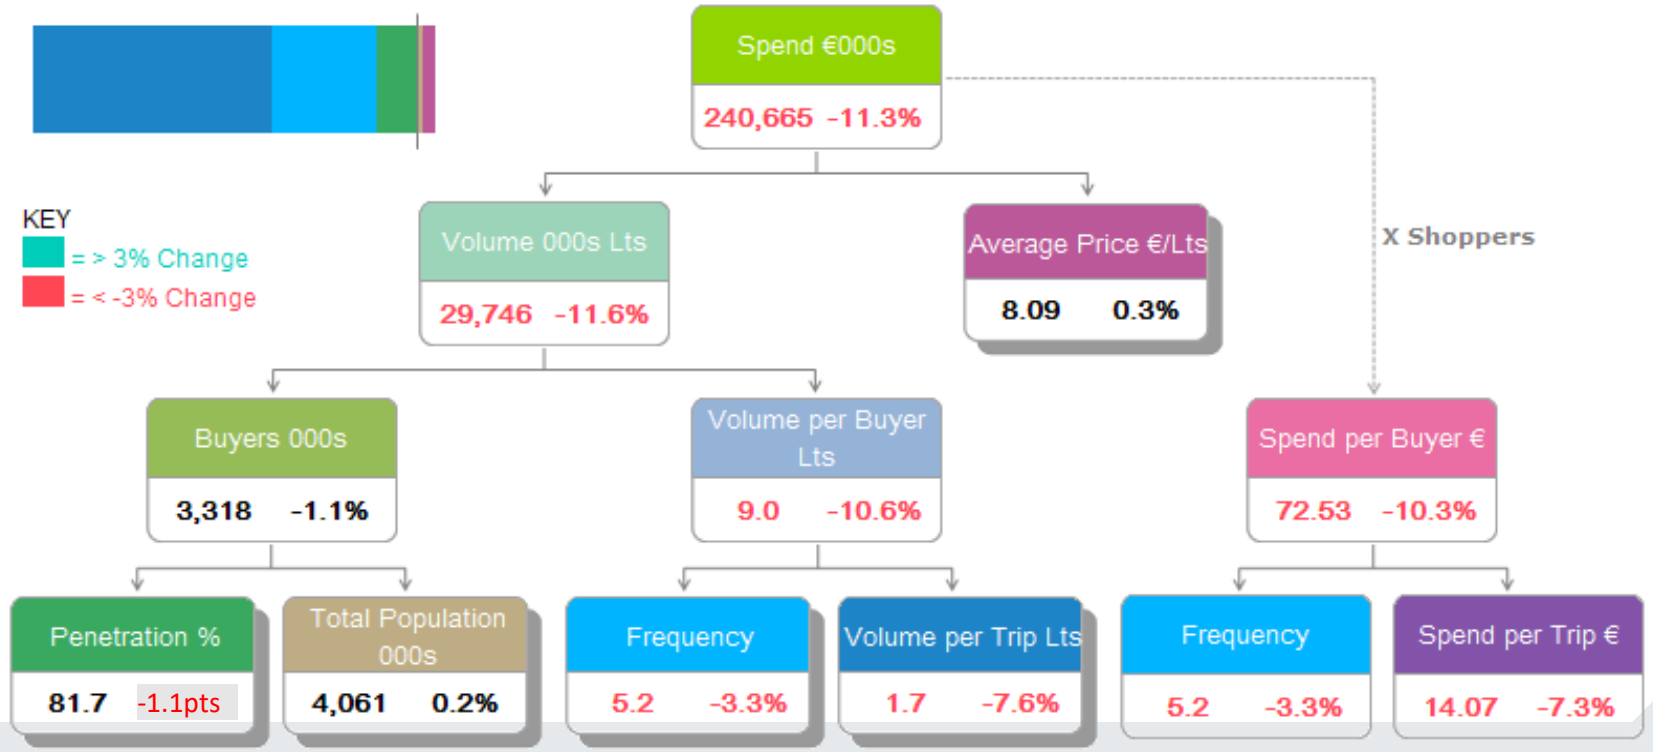 Spend €000s
240,665 -11.3%
KEY
= > 3% Change
= < -3% Change
Volume 000s Lts
29,746 -11.6%
Average Price €/Lts
8.09 0.3%
X Shoppers
Buyers 000s
3,318 -1.1%
Volume per Buyer
Lts
9.0 -10.6%
Spend per Buyer €
72.53 -10.3%
Penetration %
81.7 -1.1pts
Total Population
000s
4,061 0.2%
Frequency
5.2 -3.3%
Volume per Trip Lts
1.7 -7.6%
Frequency
5.2 -3.3%
Spend per Trip €
14.07 -7.3%